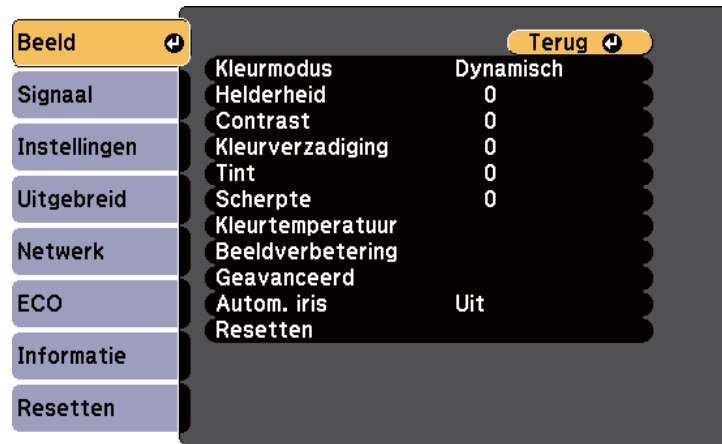 Beeld
Signaal
Instellingen
Uitgebreid
Netwerk
ECO
Informatie
Resetten
Terug
Kleurmodus Dynamisch
Helderheid 0
Contrast 0
Kleurverzadiging 0
Tint 0
Scherpte 0
Kleurtemperatuur
Beeldverbetering
Geavanceerd
Autom. iris Uit
Resetten